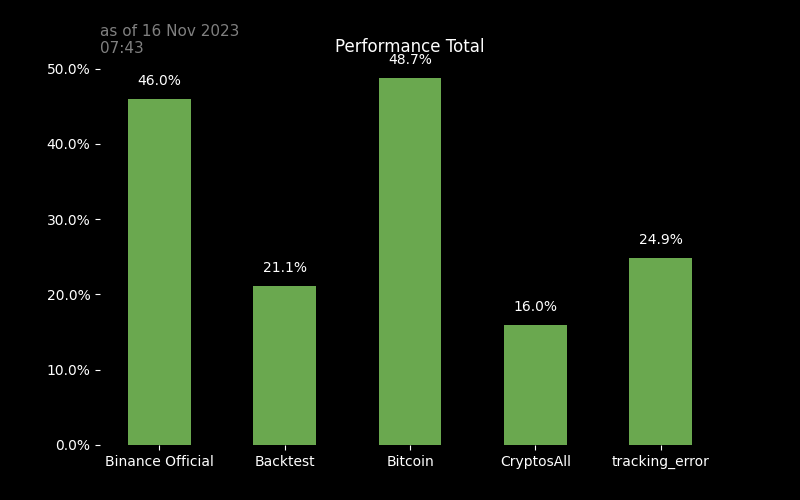 as of 16 Nov 2023
07:43
Performance Total
50.0%
40.0%
30.0%
20.0%
10.0%
0.0%
46.0%
21.1%
48.7%
16.0%
24.9%
Binance Official
Backtest
Bitcoin
CryptosAll
tracking_error